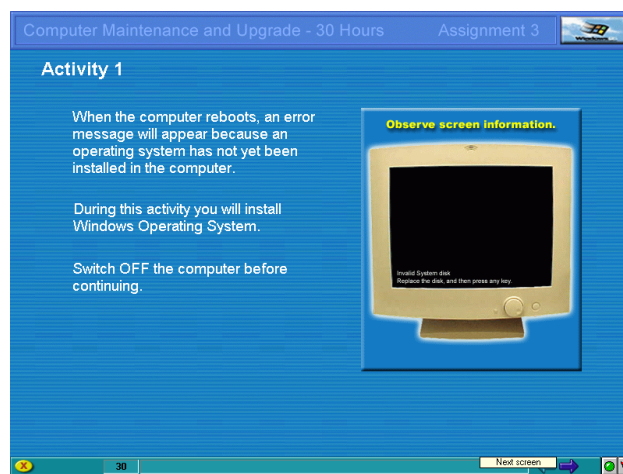 Computer Maintenance and Upgrade - 30 Hours Assignment 3
Windows
Activity 1
When the computer reboots, an error
message will appear because an
operating system has not yet been
installed in the computer.
During this activity you will install
Windows Operating System.
Switch OFF the computer before
continuing.
Observe screen information.
Invalid System disk
Replace the disk, and then press any key.
X
30
Next screen